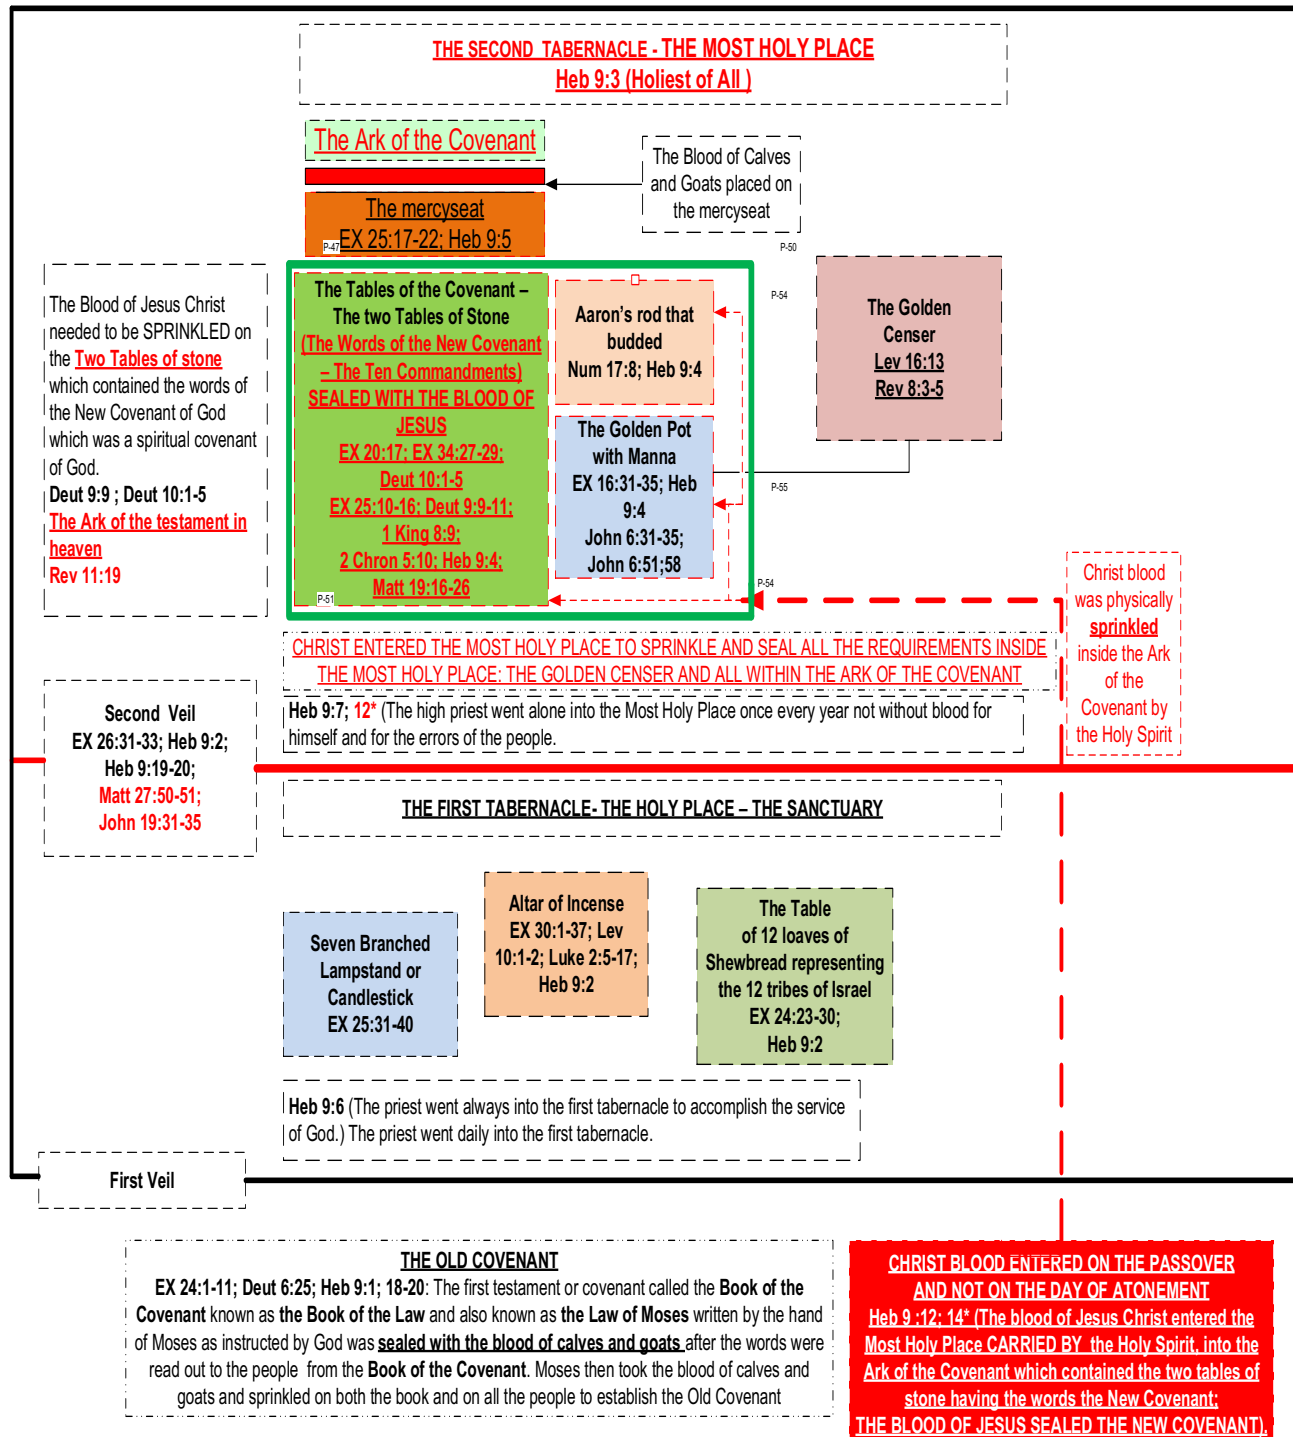 THE SECOND TABERNACLE - THE MOST HOLY PLACE
Heb 9:3 (Holiest of All )
The Ark of the Covenant
The Blood of Calves
and Goats placed on
the mercyseat
The mercyseat
EX 25:17-22; Heb 9:5
P-47
P-50
The Blood of Jesus Christ
needed to be SPRINKLED on
the Two Tables of stone
which contained the words of
the New Covenant of God
which was a spiritual covenant
of God.
Deut 9:9 ; Deut 10:1-5
The Ark of the testament in
heaven
Rev 11:19
The Tables of the Covenant –
The two Tables of Stone
(The Words of the New Covenant
– The Ten Commandments)
SEALED WITH THE BLOOD OF
JESUS
EX 20:17; EX 34:27-29;
Deut 10:1-5
EX 25:10-16; Deut 9:9-11;
1 King 8:9;
2 Chron 5:10; Heb 9:4;
Matt 19:16-26
P-51
Aaron's rod that
budded
Num 17:8; Heb 9:4
P-54
The Golden Pot
with Manna
EX 16:31-35; Heb
9:4
John 6:31-35;
John 6:51;58
P-55
P-54
The Golden
Censer
Lev 16:13
Rev 8:3-5
Christ blood
was physically
sprinkled
inside the Ark
of the
Covenant by
the Holy Spirit
CHRIST ENTERED THE MOST HOLY PLACE TO SPRINKLE AND SEAL ALL THE REQUIREMENTS INSIDE
THE MOST HOLY PLACE: THE GOLDEN CENSER AND ALL WITHIN THE ARK OF THE COVENANT
Heb 9:7; 12* (The high priest went alone into the Most Holy Place once every year not without blood for
himself and for the errors of the people.
Second Veil
EX 26:31-33; Heb 9:2;
Heb 9:19-20;
Matt 27:50-51;
John 19:31-35
THE FIRST TABERNACLE- THE HOLY PLACE – THE SANCTUARY
Seven Branched
Lampstand or
Candlestick
EX 25:31-40
Altar of Incense
EX 30:1-37; Lev
10:1-2; Luke 2:5-17;
Heb 9:2
The Table
of 12 loaves of
Shewbread representing
the 12 tribes of Israel
EX 24:23-30;
Heb 9:2
Heb 9:6 (The priest went always into the first tabernacle to accomplish the service
of God.) The priest went daily into the first tabernacle.
First Veil
THE OLD COVENANT
EX 24:1-11; Deut 6:25; Heb 9:1; 18-20: The first testament or covenant called the Book of the
Covenant known as the Book of the Law and also known as the Law of Moses written by the hand
of Moses as instructed by God was sealed with the blood of calves and goats after the words were
read out to the people from the Book of the Covenant. Moses then took the blood of calves and
goats and sprinkled on both the book and on all the people to establish the Old Covenant
CHRIST BLOOD ENTERED ON THE PASSOVER
AND NOT ON THE DAY OF ATONEMENT
Heb 9 :12; 14* (The blood of Jesus Christ entered the
Most Holy Place CARRIED BY the Holy Spirit, into the
Ark of the Covenant which contained the two tables of
stone having the words the New Covenant;
THE BLOOD OF JESUS SEALED THE NEW COVENANT).